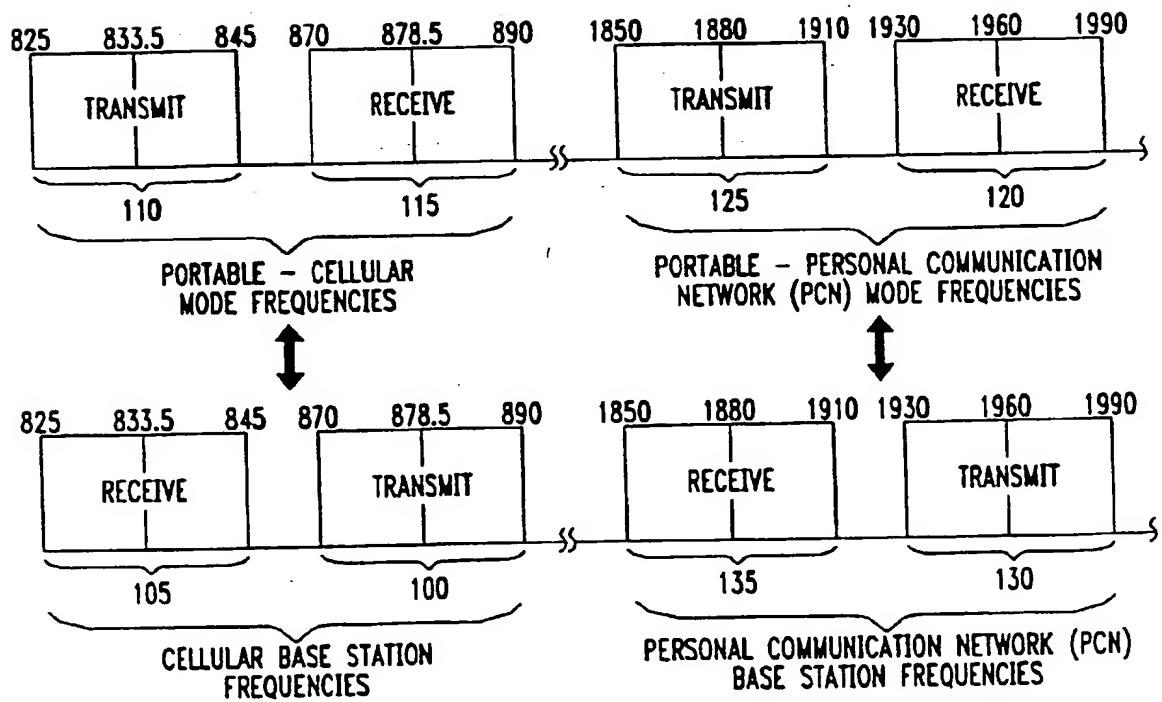 825 833.5 845 870 878.5 890 1850 1880 1910 1930 1960 1990
TRANSMIT RECEIVE TRANSMIT RECEIVE
110 115 125 120
PORTABLE - CELLULAR
MODE FREQUENCIES
PORTABLE - PERSONAL COMMUNICATION
NETWORK (PCN) MODE FREQUENCIES
825 833.5 845 870 878.5 890 1850 1880 1910 1930 1960 1990
RECEIVE TRANSMIT RECEIVE TRANSMIT
105 100 135 130
CELLULAR BASE STATION
FREQUENCIES
PERSONAL COMMUNICATION NETWORK (PCN)
BASE STATION FREQUENCIES